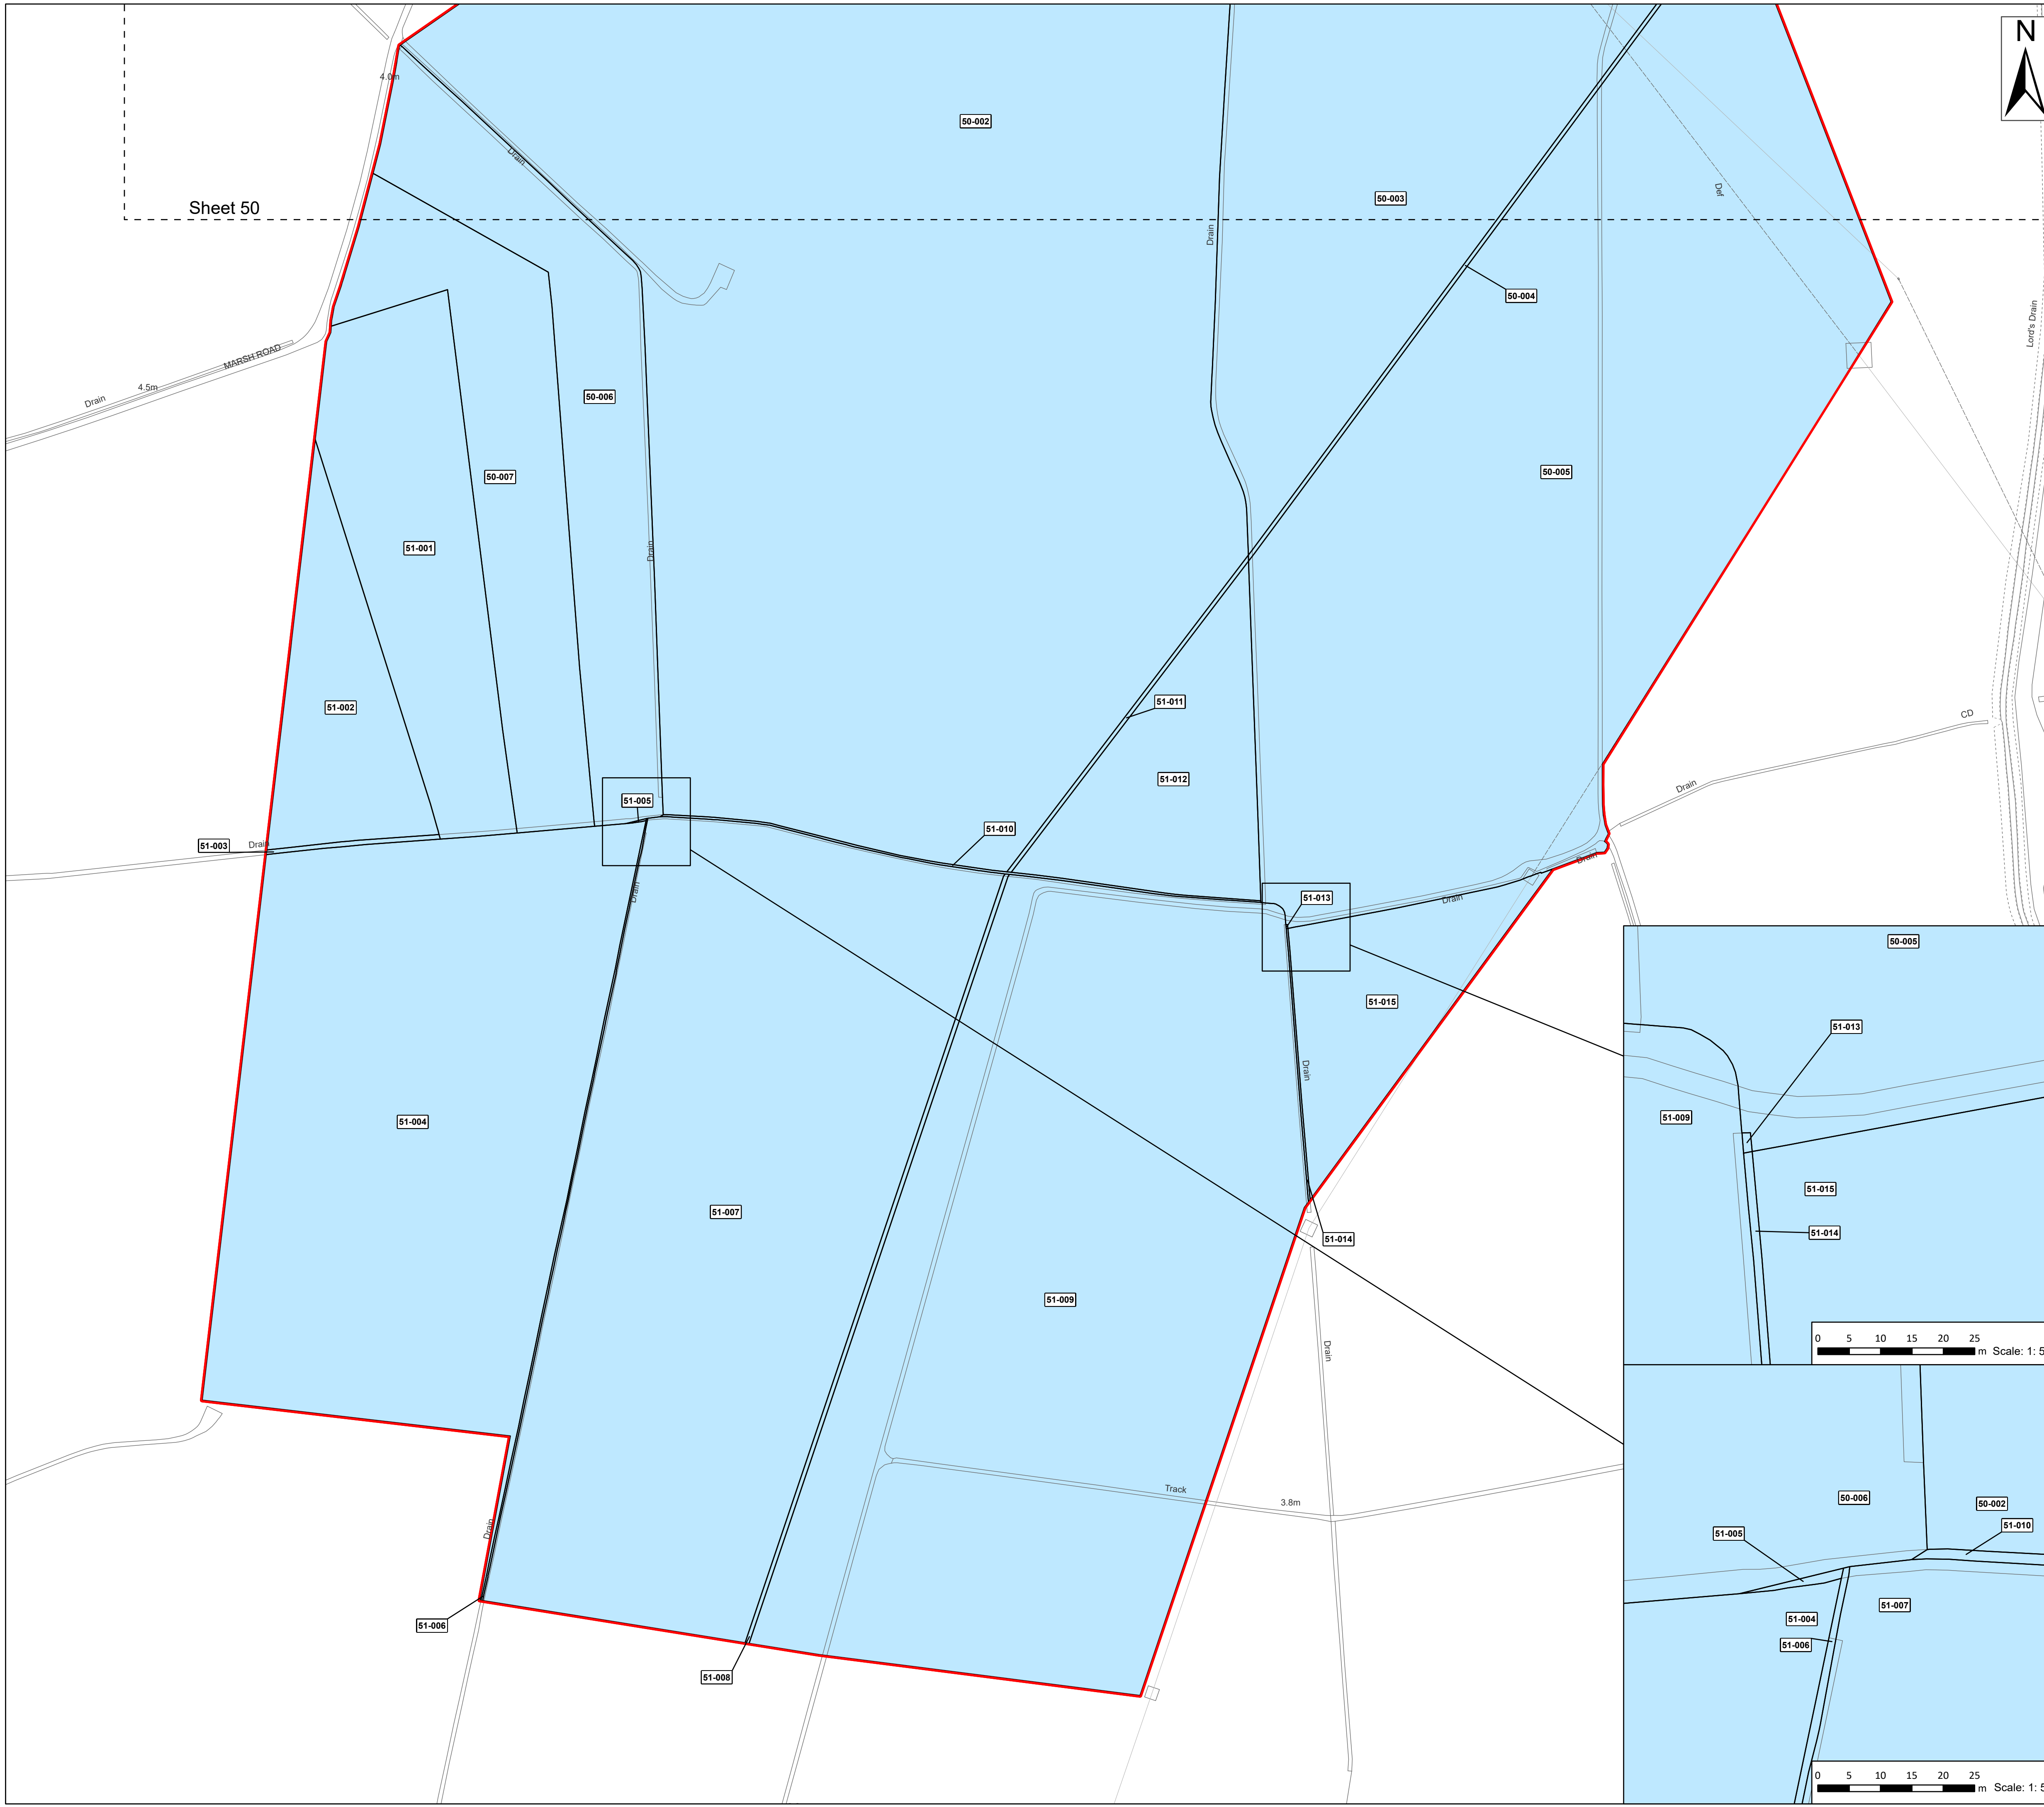 N
4.0m
50-002
Drain
Def
50-003
Sheet 50
Drain
50-004
Lord's Drain
MARSH ROAD
4.5m
Drain
50-006
50-007
50-005
51-001
Drain
51-002
51-011
CD
51-012
Drain
51-005
51-010
51-003
Drain
Drain
Drain
51-013
Drain
50-005
51-015
51-013
Drain
51-009
51-004
51-015
51-007
51-014
51-014
51-009
Drain
0 5 10 15 20 25
m Scale: 1: 5
Track
3.8m
50-006
50-002
Drain
51-010
51-005
51-007
51-004
51-006
51-006
51-008
0 5 10 15 20 25
m Scale: 1: 5